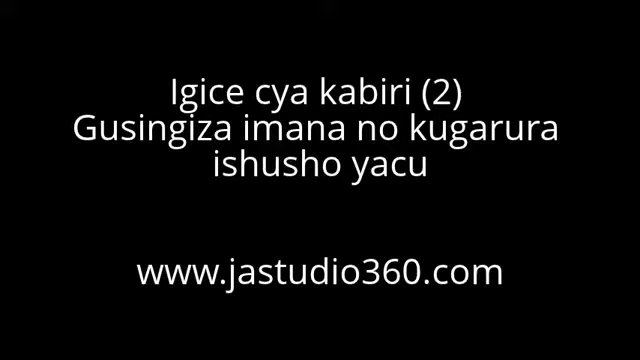 Igice cya kabiri (2)
Gusingiza imana no kugarura
ishusho yacu
www.jastudio360.com